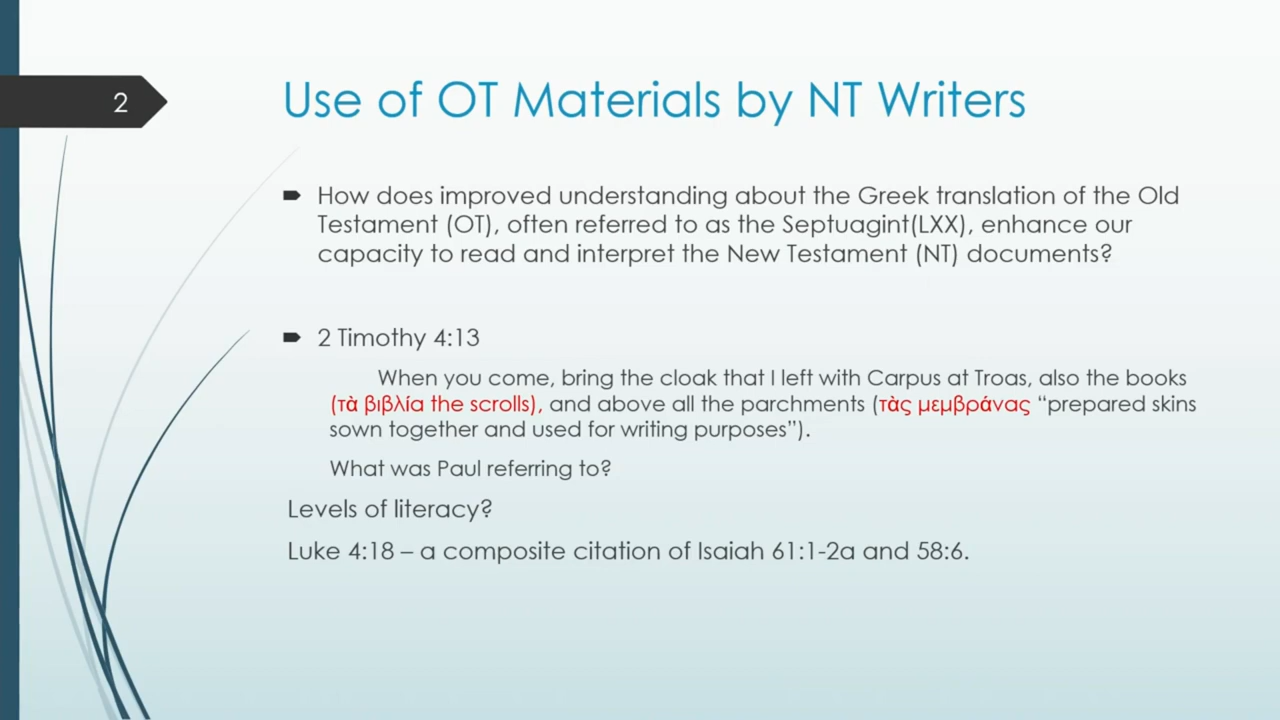 2
Use of OT Materials by NT Writers
How does improved understanding about the Greek translation of the Old
Testament (OT), often referred to as the Septuagint(LXX), enhance our
capacity to read and interpret the New Testament (NT) documents?
2 Timothy 4:13
When you come, bring the cloak that I left with Carpus at Troas, also the books
(τὰ βιβλία the scrolls), and above all the parchments (τὰς μεμβράνας “prepared skins
sown together and used for writing purposes”).
What was Paul referring to?
Levels of literacy?
Luke 4:18 – a composite citation of Isaiah 61:1-2a and 58:6.